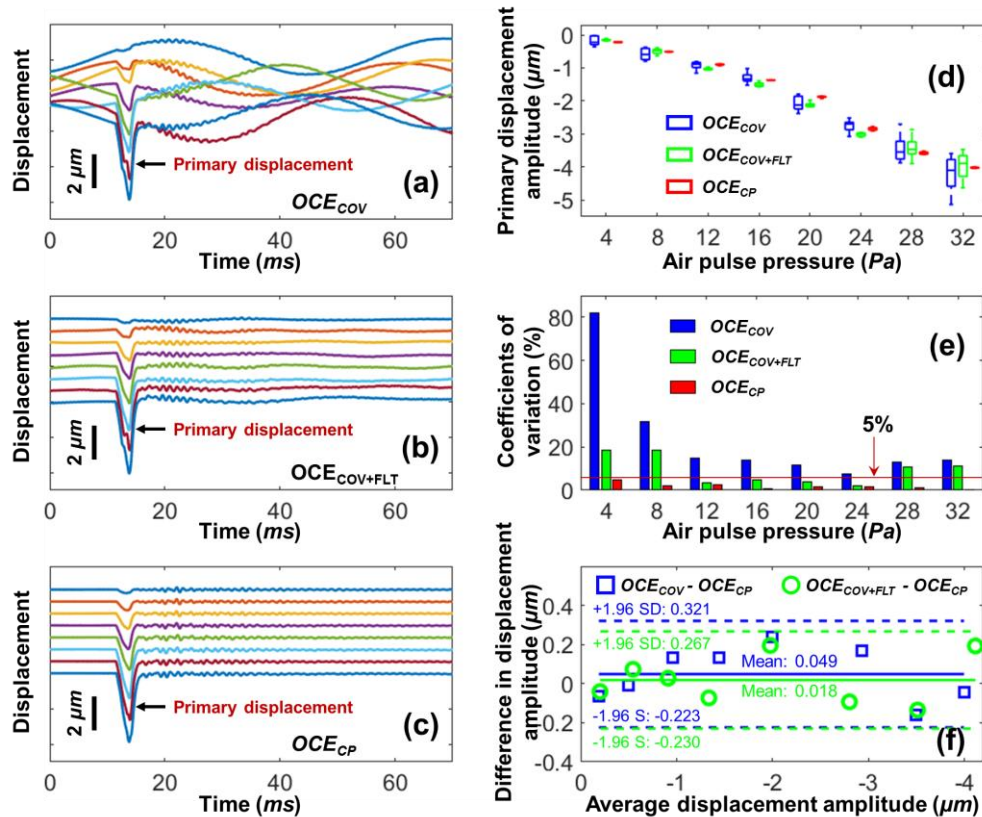 Displacement
2 μm
Primary displacement
(a)
OCE_COV
0 20 40 60
Time (ms)
Displacement
2 μm
Primary displacement
(b)
OCE_COV+FLT
0 20 40 60
Time (ms)
Displacement
2 μm
Primary displacement
(c)
OCE_CP
0 20 40 60
Time (ms)
Primary displacement
amplitude (μm)
0
-1
-2
-3
-4
-5
(d)
OCE_COV
OCE_COV+FLT
OCE_CP
4 8 12 16 20 24 28 32
Air pulse pressure (Pa)
Coefficients of
variation (%)
80
60
40
20
0
(e)
OCE_COV
OCE_COV+FLT
OCE_CP
5%
4 8 12 16 20 24 28 32
Air pulse pressure (Pa)
Difference in displacement
amplitude (μm)
0.4
0.2
0
-0.2
-0.4
OCE_COV - OCE_CP
OCE_COV+FLT - OCE_CP
+1.96 SD: 0.321
+1.96 SD: 0.267
Mean: 0.049
Mean: 0.018
-1.96 S: -0.223
-1.96 S: -0.230
(f)
0 -1 -2 -3 -4
Average displacement amplitude (μm)